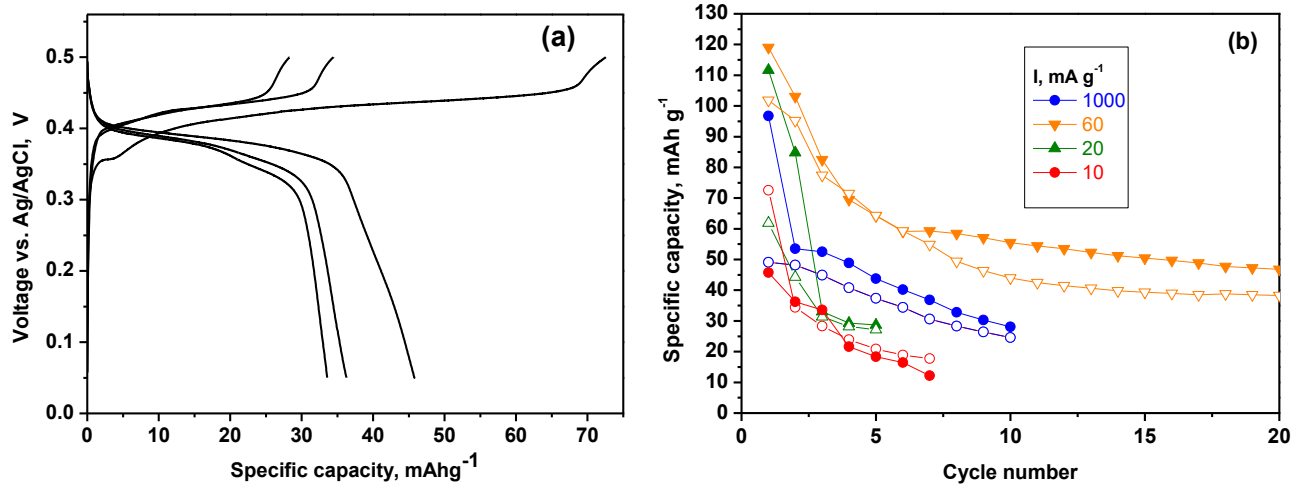 (a)
Voltage vs. Ag/AgCl, V
0.5
0.4
0.3
0.2
0.1
0.0
0 10 20 30 40 50 60 70
Specific capacity, mAhg⁻¹
(b)
Specific capacity, mAh g⁻¹
130
120
110
100
90
80
70
60
50
40
30
20
10
0
I, mA g⁻¹
1000
60
20
10
0 5 10 15 20
Cycle number